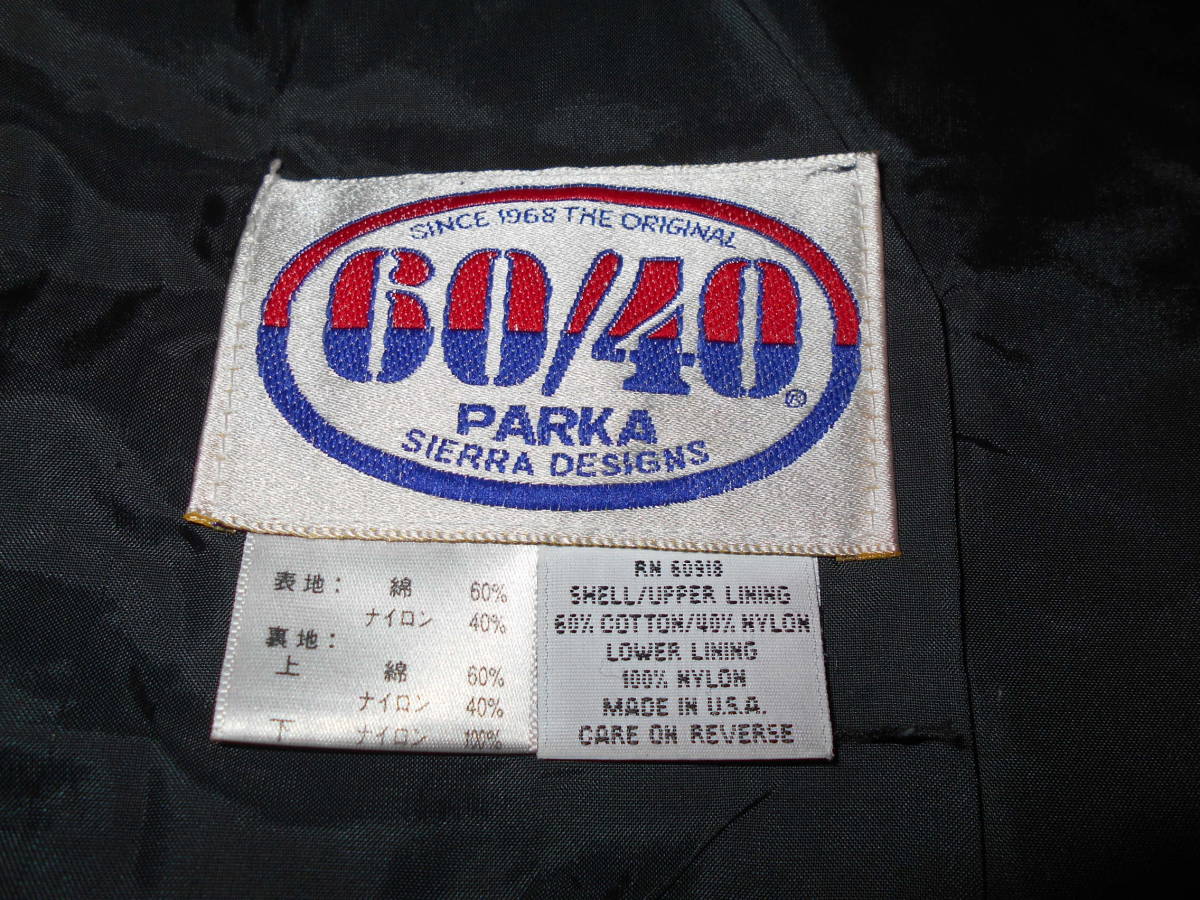 SINCE 1968 THE ORIGINAL
60/40®
PARKA
SIERRA DESIGNS
表地: 綿 60%
ナイロン 40%
裏地:
上 綿 60%
ナイロン 40%
下 ナイロン 100%
RN 60918
SHELL/UPPER LINING
60% COTTON/40% NYLON
LOWER LINING
100% NYLON
MADE IN U.S.A.
CARE ON REVERSE